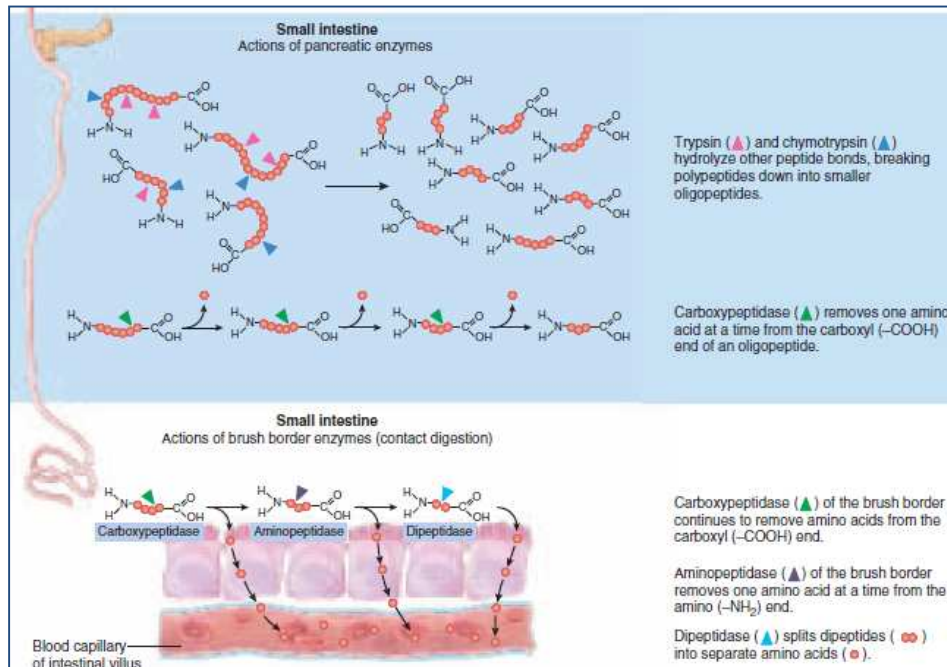 Small intestine
Actions of pancreatic enzymes
Trypsin (▲) and chymotrypsin (▲)
hydrolyze other peptide bonds, breaking
polypeptides down into smaller
oligopeptides.
Carboxypeptidase (▲) removes one amino
acid at a time from the carboxyl (–COOH)
end of an oligopeptide.
Small intestine
Actions of brush border enzymes (contact digestion)
Carboxypeptidase
Aminopeptidase
Dipeptidase
Carboxypeptidase (▲) of the brush border
continues to remove amino acids from the
carboxyl (–COOH) end.
Aminopeptidase (▲) of the brush border
removes one amino acid at a time from the
amino (–NH₂) end.
Dipeptidase (▲) splits dipeptides ( )
into separate amino acids ( ).
Blood capillary
of intestinal villus